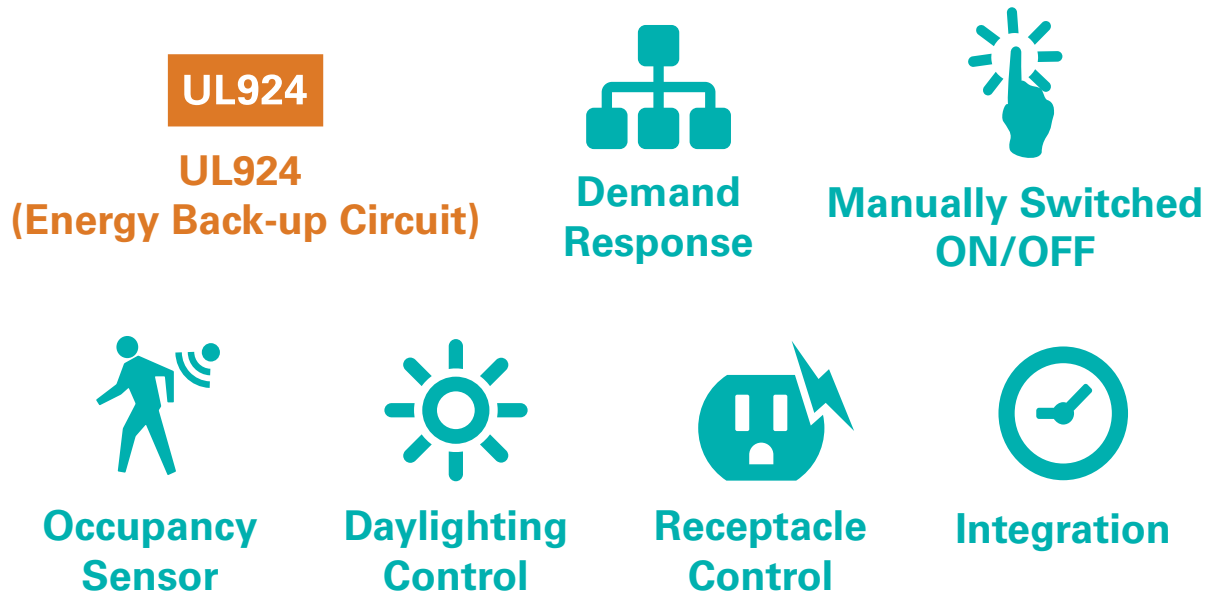 UL924
UL924
(Energy Back-up Circuit)
Demand
Response
Manually Switched
ON/OFF
Occupancy
Sensor
Daylighting
Control
Receptacle
Control
Integration